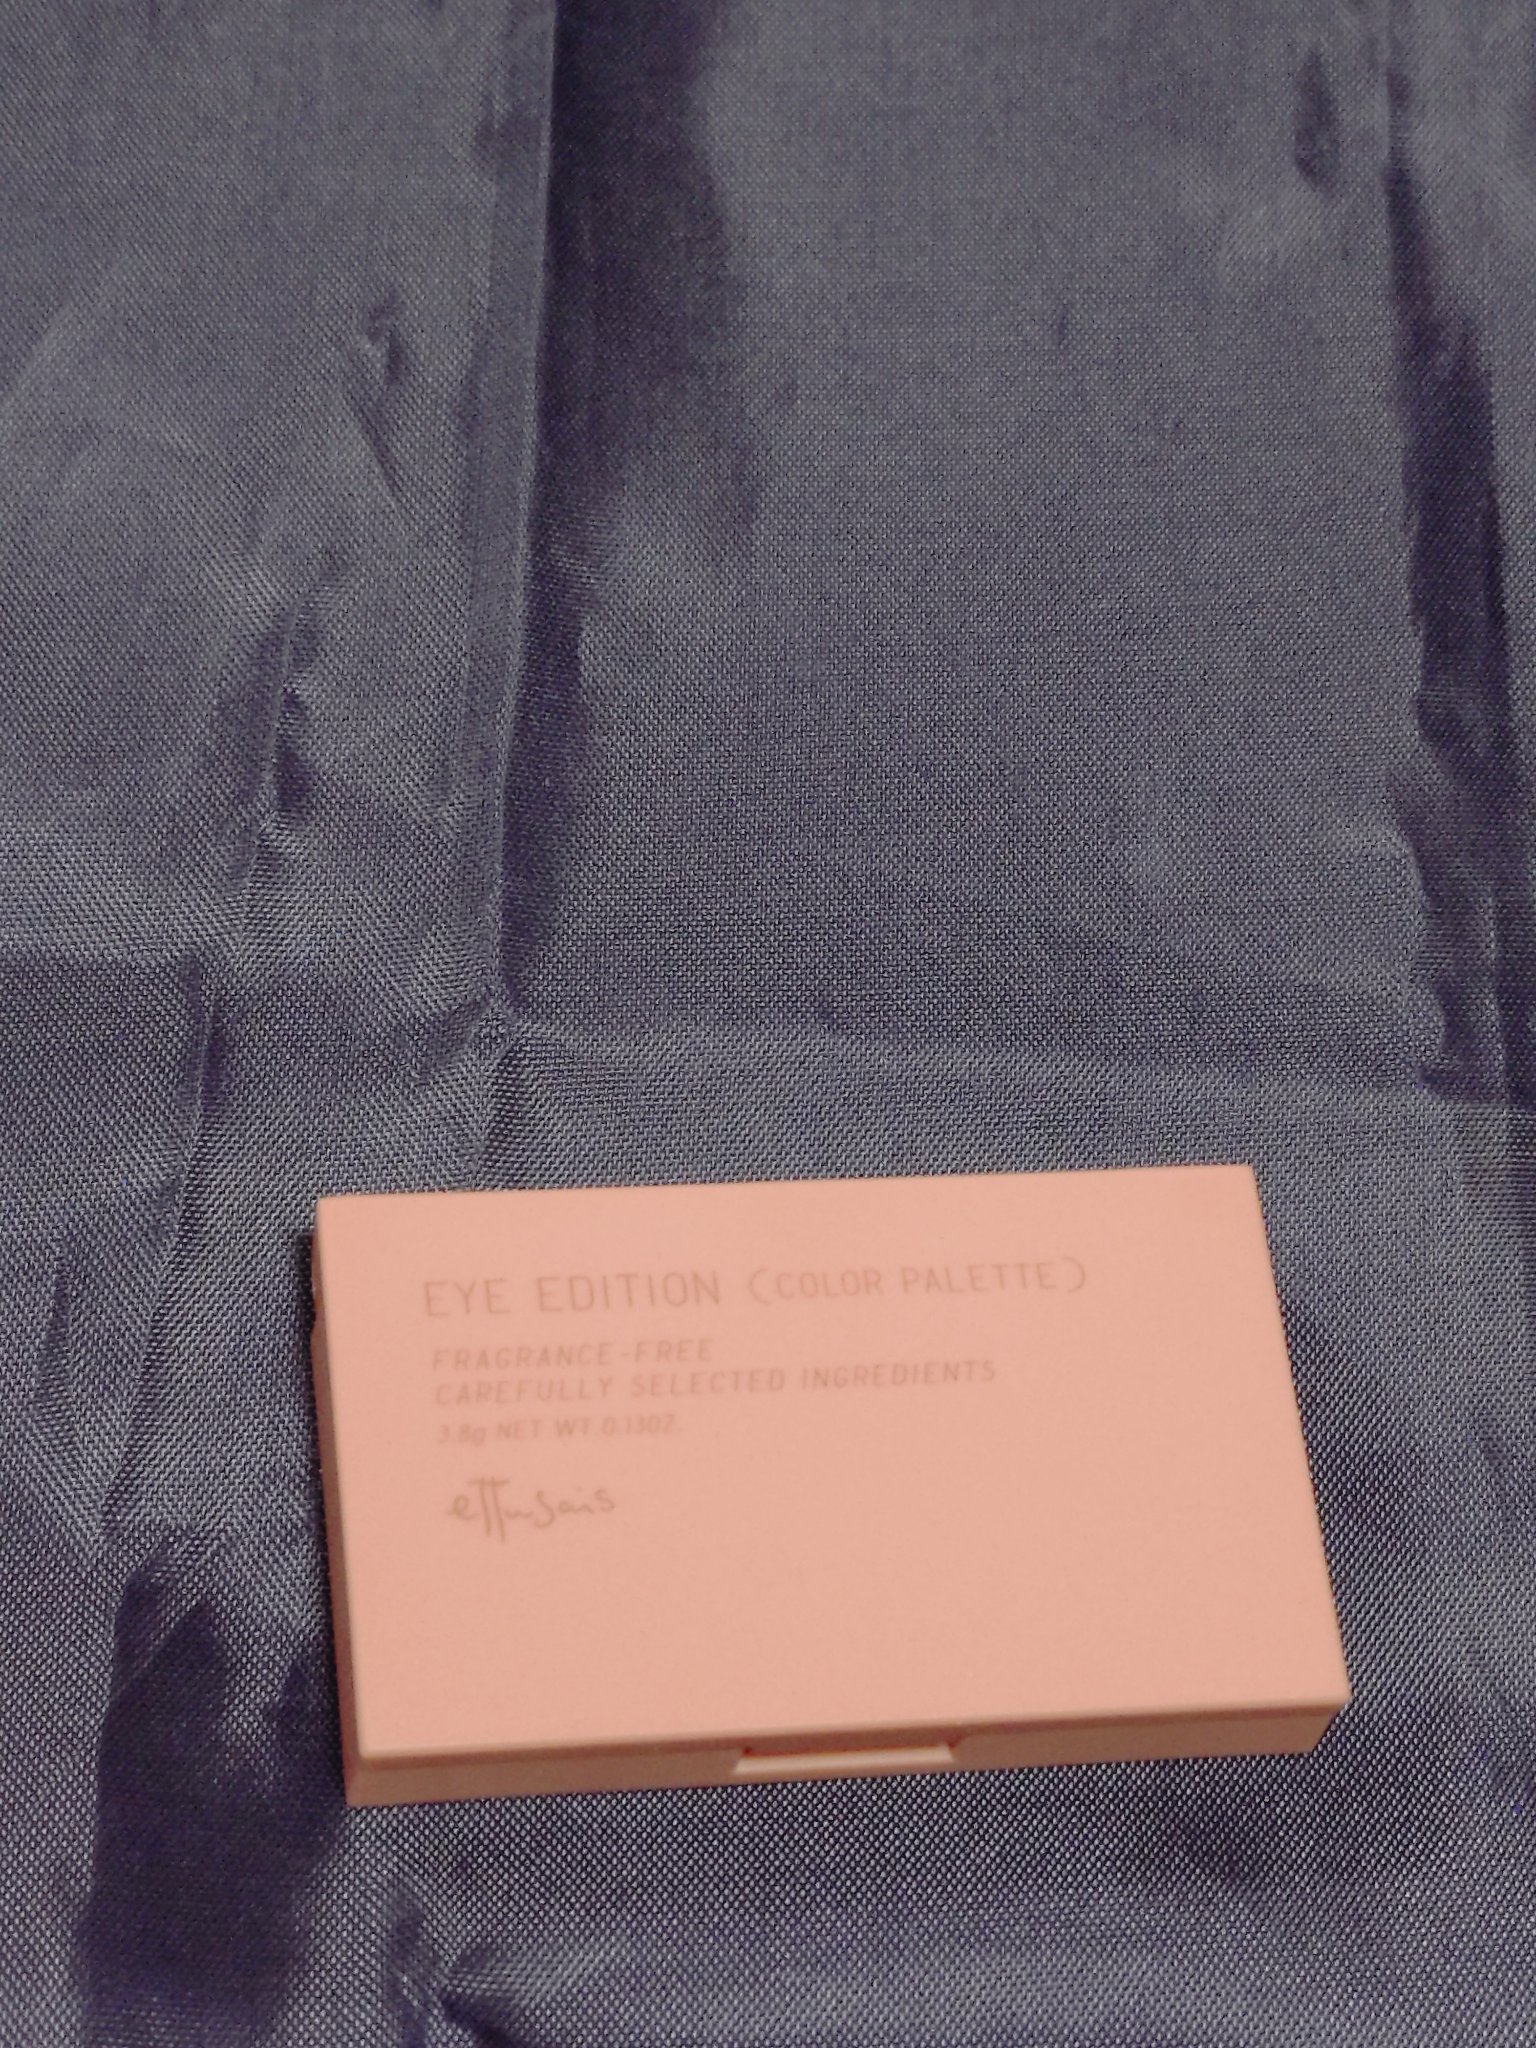 EYE EDITION (COLOR PALETTE)
FRAGRANCE-FREE
CAREFULLY SELECTED INGREDIENTS
3.8g NET WT. 0.13OZ.
ettusais